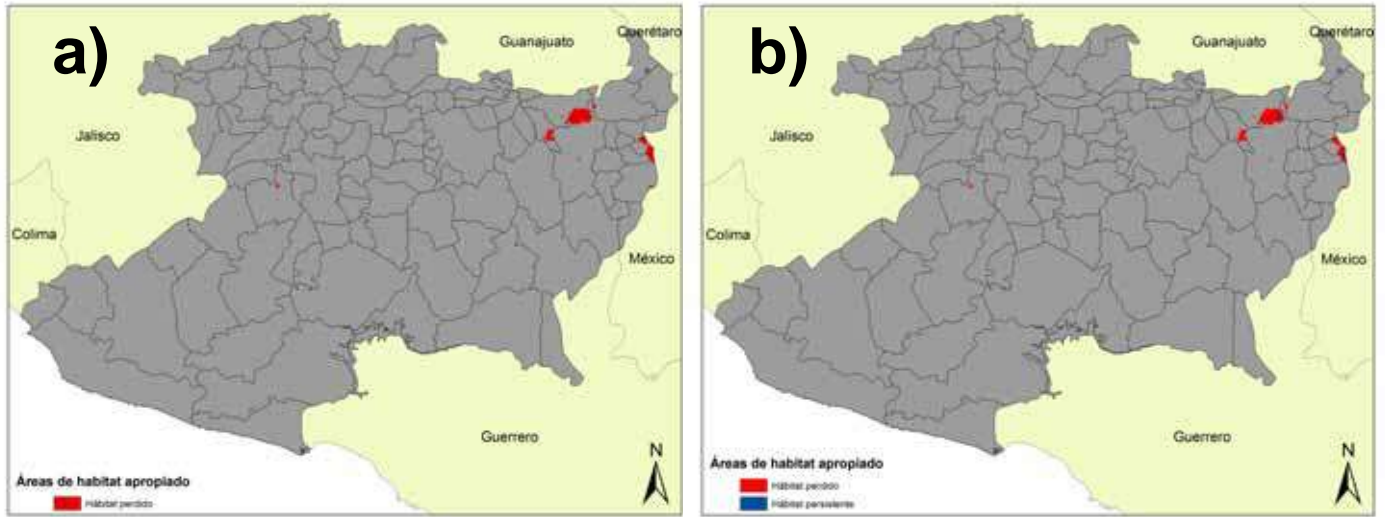 a)
Guanajuato
Querétaro
Jalisco
Colima
México
Guerrero
N
Áreas de habitat apropiado
Hábitat perdido
b)
Guanajuato
Querétaro
Jalisco
Colima
México
Guerrero
N
Áreas de habitat apropiado
Hábitat perdido
Hábitat persistente